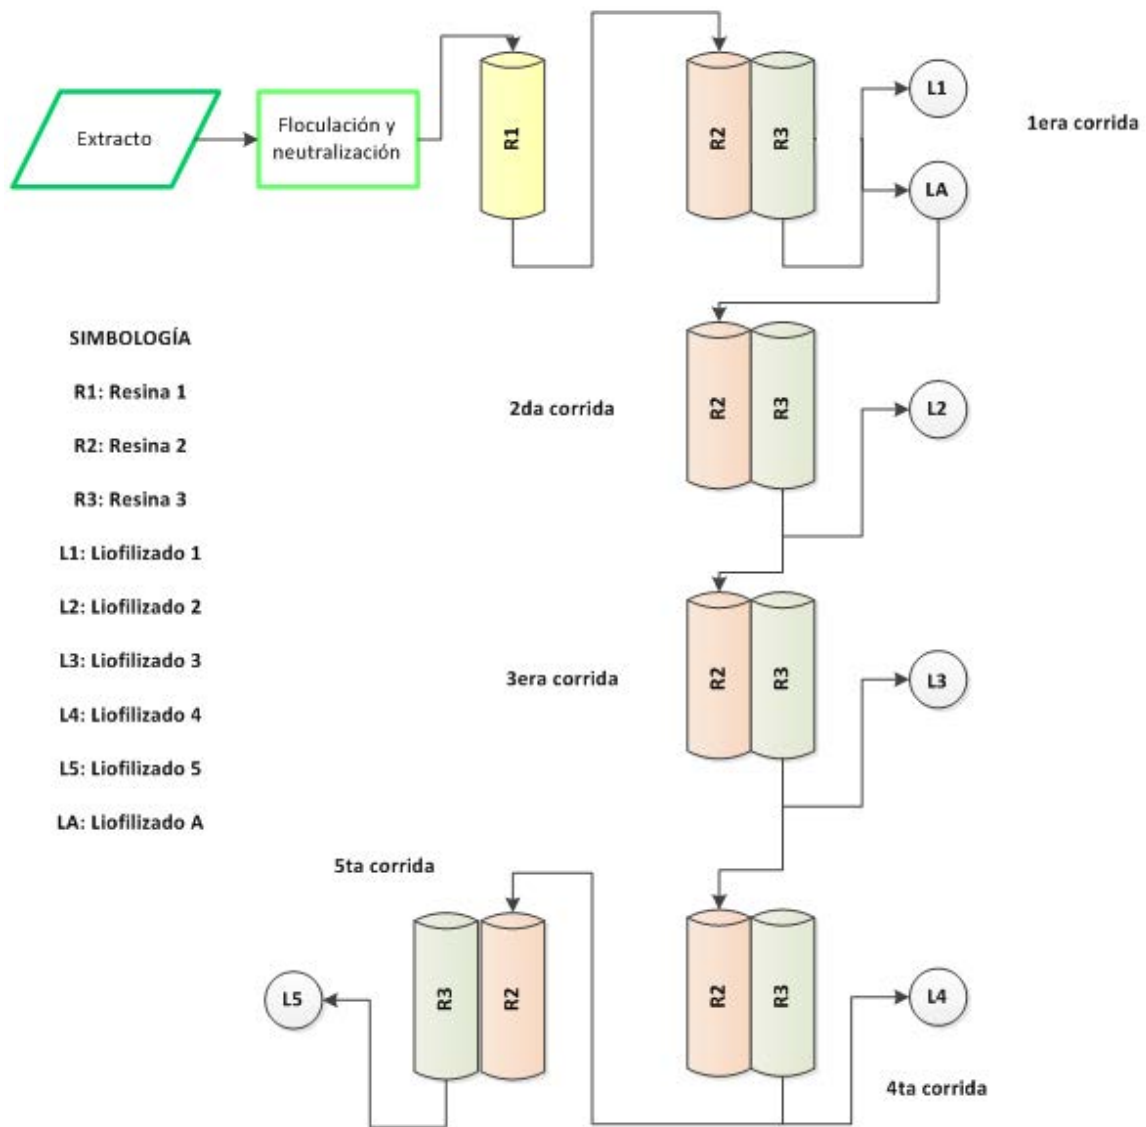 Extracto
Floculación y
neutralización
R1
R2
R3
L1
LA
1era corrida
R2
R3
L2
2da corrida
SIMBOLOGÍA
R1: Resina 1
R2: Resina 2
R3: Resina 3
L1: Liofilizado 1
L2: Liofilizado 2
L3: Liofilizado 3
L4: Liofilizado 4
L5: Liofilizado 5
LA: Liofilizado A
R2
R3
L3
3era corrida
5ta corrida
L5
R3
R2
R2
R3
L4
4ta corrida